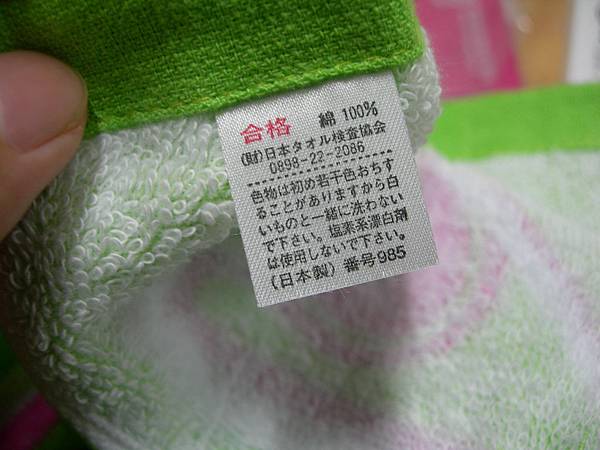 合格 綿 100%
(財)日本タオル検査協会
0898-22-2086
色物は初め若干色おちす
ることがありますから白
いものと一緒に洗わない
で下さい。塩素系漂白剤
は使用しないで下さい。
(日本製) 番号985